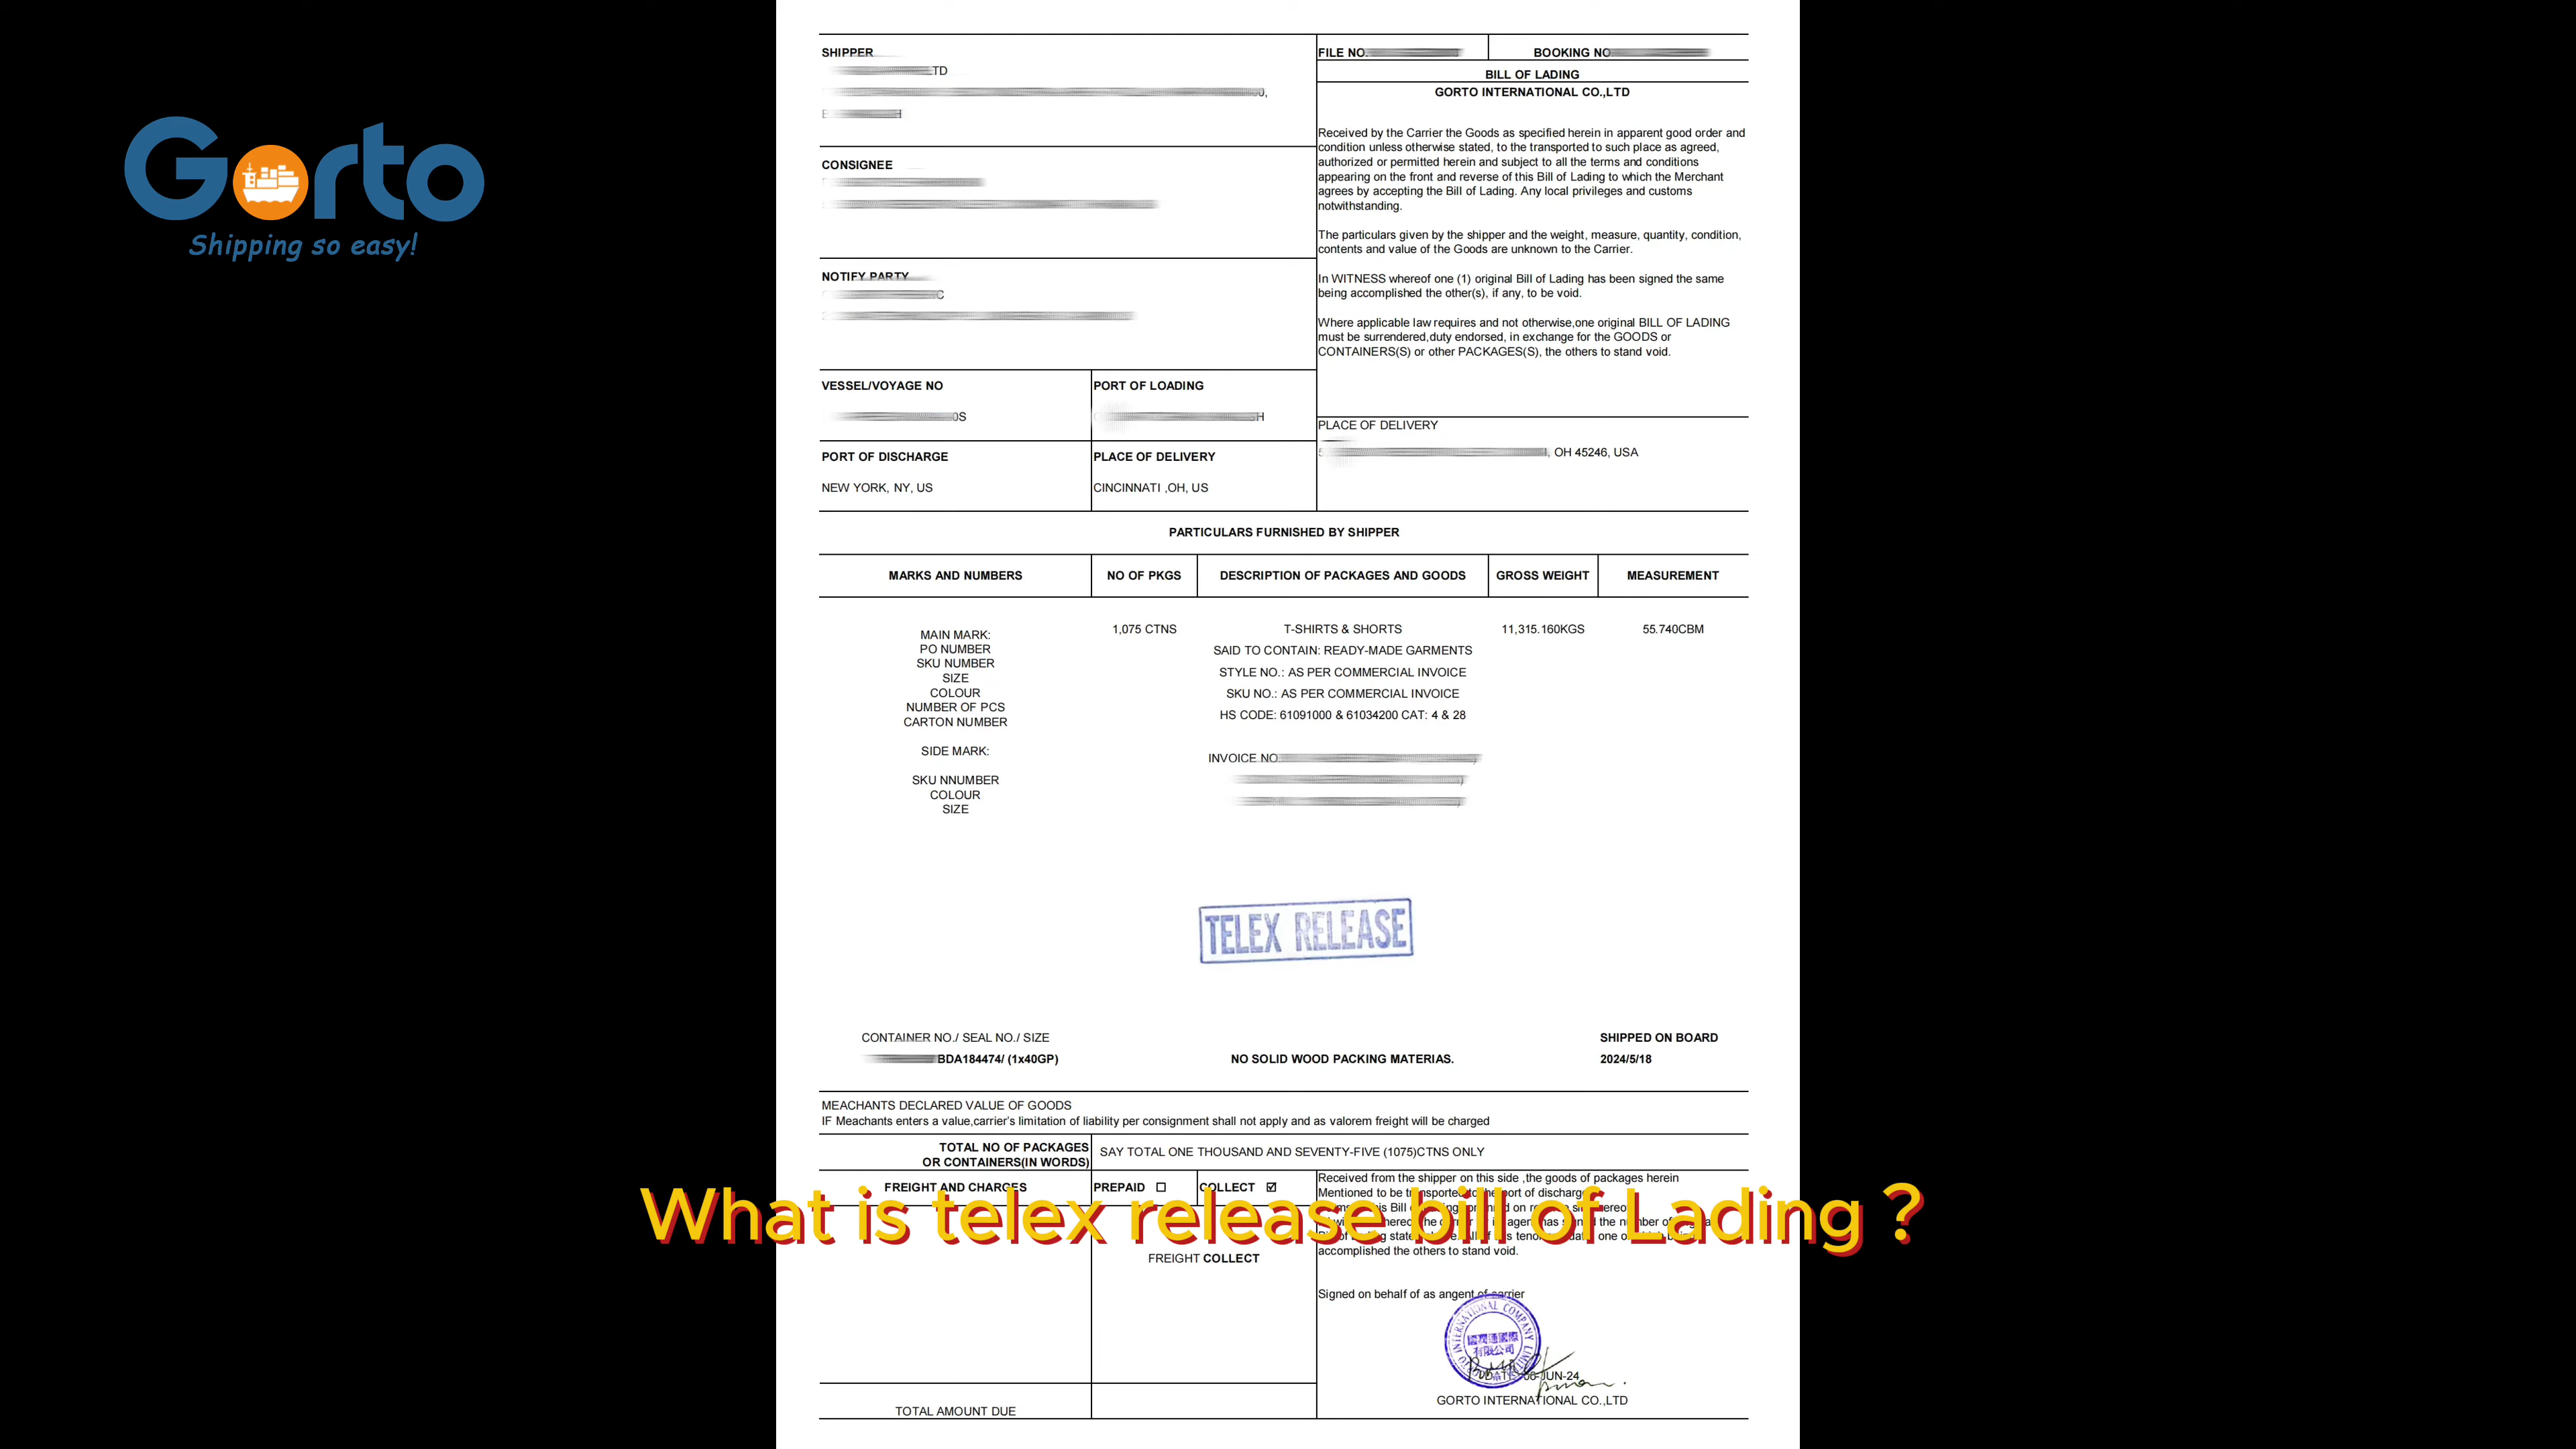 Gorto
Shipping so easy!
SHIPPER
LTD
CONSIGNEE
NOTIFY PARTY
VESSEL/VOYAGE NO
PORT OF LOADING
PORT OF DISCHARGE
NEW YORK, NY, US
PLACE OF DELIVERY
CINCINNATI ,OH, US
FILE NO.
BOOKING NO
BILL OF LADING
GORTO INTERNATIONAL CO.,LTD
Received by the Carrier the Goods as specified herein in apparent good order and
condition unless otherwise stated, to the transported to such place as agreed,
authorized or permitted herein and subject to all the terms and conditions
appearing on the front and reverse of this Bill of Lading to which the Merchant
agrees by accepting the Bill of Lading. Any local privileges and customs
notwithstanding.
The particulars given by the shipper and the weight, measure, quantity, condition,
contents and value of the Goods are unknown to the Carrier.
In WITNESS whereof one (1) original Bill of Lading has been signed the same
being accomplished the other(s), if any, to be void.
Where applicable law requires and not otherwise,one original BILL OF LADING
must be surrendered,duty endorsed, in exchange for the GOODS or
CONTAINERS(S) or other PACKAGES(S), the others to stand void.
PLACE OF DELIVERY
, OH 45246, USA
PARTICULARS FURNISHED BY SHIPPER
MARKS AND NUMBERS NO OF PKGS DESCRIPTION OF PACKAGES AND GOODS GROSS WEIGHT MEASUREMENT
1,075 CTNS T-SHIRTS & SHORTS 11,315.160KGS 55.740CBM
MAIN MARK:
PO NUMBER
SKU NUMBER
SIZE
COLOUR
NUMBER OF PCS
CARTON NUMBER
SIDE MARK:
SKU NNUMBER
COLOUR
SIZE
SAID TO CONTAIN: READY-MADE GARMENTS
STYLE NO.: AS PER COMMERCIAL INVOICE
SKU NO.: AS PER COMMERCIAL INVOICE
HS CODE: 61091000 & 61034200 CAT: 4 & 28
INVOICE NO
TELEX RELEASE
CONTAINER NO./ SEAL NO./ SIZE
BDA184474/ (1x40GP)
NO SOLID WOOD PACKING MATERIAS.
SHIPPED ON BOARD
2024/5/18
MEACHANTS DECLARED VALUE OF GOODS
IF Meachants enters a value,carrier's limitation of liability per consignment shall not apply and as valorem freight will be charged
TOTAL NO OF PACKAGES
OR CONTAINERS(IN WORDS)
SAY TOTAL ONE THOUSAND AND SEVENTY-FIVE (1075)CTNS ONLY
FREIGHT AND CHARGES PREPAID ☐ COLLECT ☑
What is telex release bill of Lading ?
FREIGHT COLLECT
Received from the shipper on this side ,the goods of packages herein
Mentioned to be transported to the port of discharge
accomplished the others to stand void.
Signed on behalf of as angent of carrier
INTERNATIONAL COMPANY LIMITED
有限公司
JUN-24
GORTO INTERNATIONAL CO.,LTD
TOTAL AMOUNT DUE